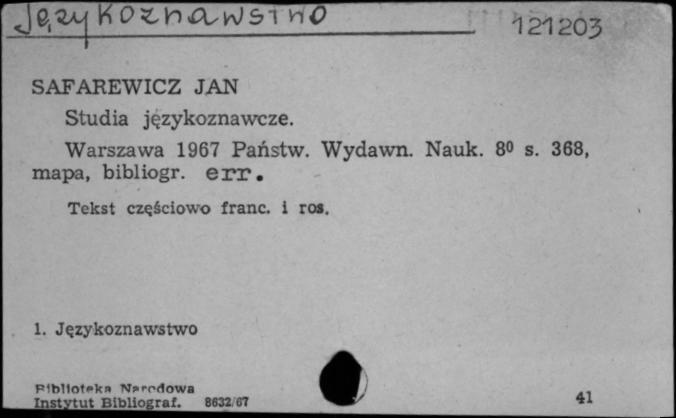 Językoznawstwo
121203
SAFAREWICZ JAN
Studia językoznawcze.
Warszawa 1967 Państw. Wydawn. Nauk. 8⁰ s. 368,
mapa, bibliogr. err.
Tekst częściowo franc. i ros.
1. Językoznawstwo
Biblioteka Narodowa
Instytut Bibliograf. 8632/67
41